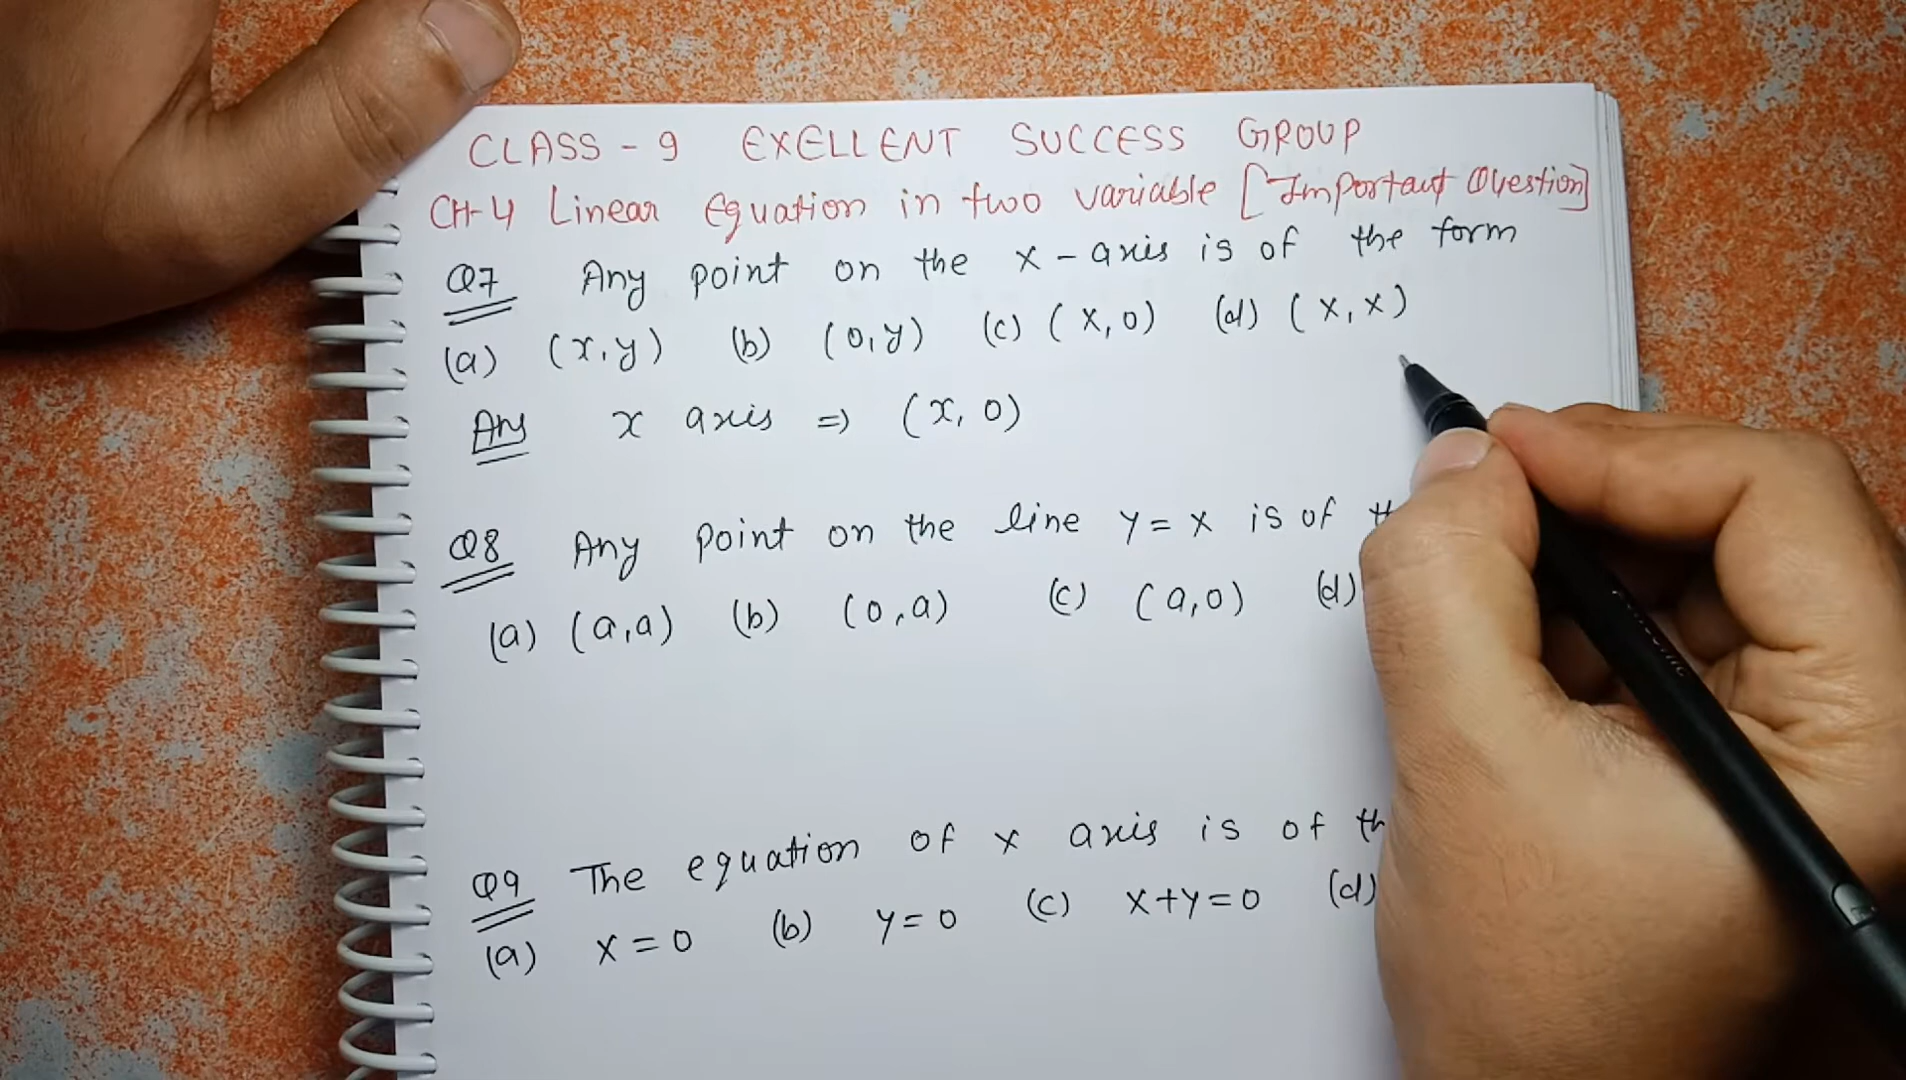 CLASS - 9 EXELLENT SUCCESS GROUP
CH-4 Linear Equation in two variable [Important Question]
Q7 Any point on the x-axis is of the form
(a) (x,y) (b) (0,y) (c) (x,0) (d) (x,x)
Ans x axis => (x,0)
Q8 Any point on the line y=x is of
(a) (a,a) (b) (0,a) (c) (a,0) (d)
Q9 The equation of x axis is of
(a) x=0 (b) y=0 (c) x+y=0 (d)